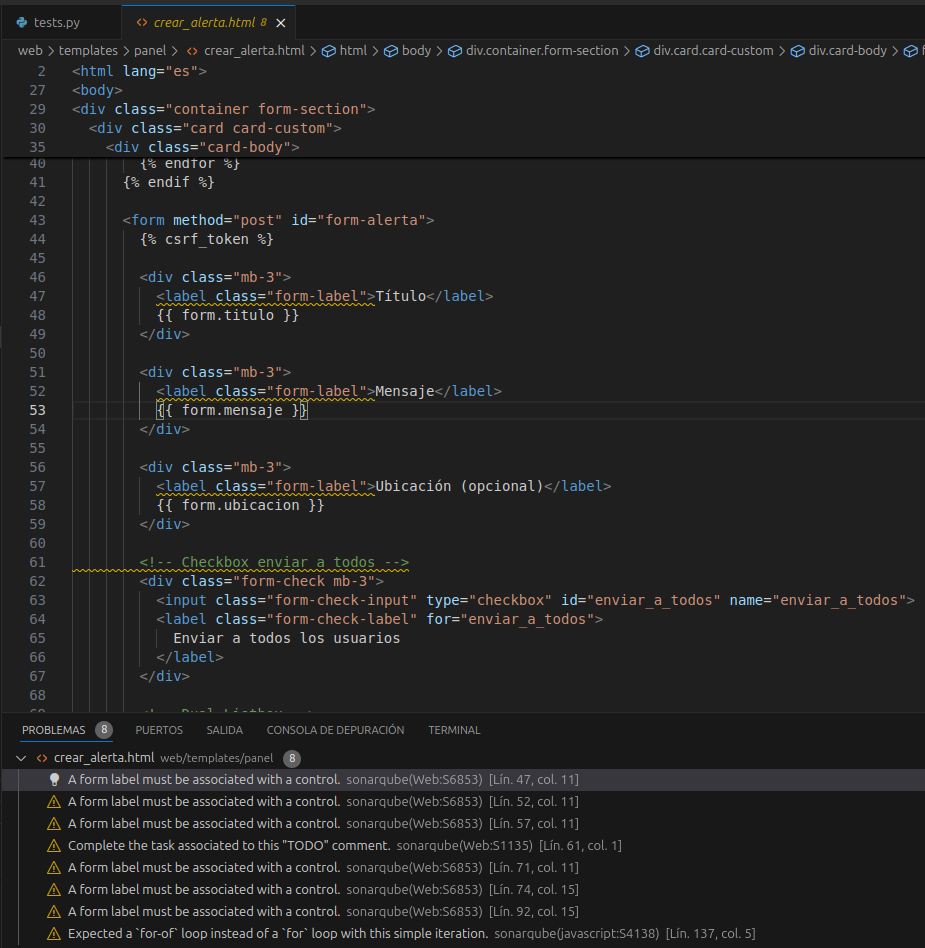 tests.py
<> crear_alerta.html 8 ×
web > templates > panel > <> crear_alerta.html > html > body > div.container.form-section > div.card.card-custom > div.card-body >
2 <html lang="es">
27 <body>
29 <div class="container form-section">
30 <div class="card card-custom">
35 <div class="card-body">
40 {% endfor %}
41 {% endif %}
42
43 <form method="post" id="form-alerta">
44 {% csrf_token %}
45
46 <div class="mb-3">
47 <label class="form-label">Título</label>
48 {{ form.titulo }}
49 </div>
50
51 <div class="mb-3">
52 <label class="form-label">Mensaje</label>
53 {{ form.mensaje }}
54 </div>
55
56 <div class="mb-3">
57 <label class="form-label">Ubicación (opcional)</label>
58 {{ form.ubicacion }}
59 </div>
60
61 <!-- Checkbox enviar a todos -->
62 <div class="form-check mb-3">
63 <input class="form-check-input" type="checkbox" id="enviar_a_todos" name="enviar_a_todos">
64 <label class="form-check-label" for="enviar_a_todos">
65 Enviar a todos los usuarios
66 </label>
67 </div>
68
PROBLEMAS 8 PUERTOS SALIDA CONSOLA DE DEPURACIÓN TERMINAL
<> crear_alerta.html web/templates/panel 8
A form label must be associated with a control. sonarqube(Web:S6853) [Lín. 47, col. 11]
A form label must be associated with a control. sonarqube(Web:S6853) [Lín. 52, col. 11]
A form label must be associated with a control. sonarqube(Web:S6853) [Lín. 57, col. 11]
Complete the task associated to this "TODO" comment. sonarqube(Web:S1135) [Lín. 61, col. 1]
A form label must be associated with a control. sonarqube(Web:S6853) [Lín. 71, col. 11]
A form label must be associated with a control. sonarqube(Web:S6853) [Lín. 74, col. 15]
A form label must be associated with a control. sonarqube(Web:S6853) [Lín. 92, col. 15]
Expected a `for-of` loop instead of a `for` loop with this simple iteration. sonarqube(javascript:S4138) [Lín. 137, col. 5]